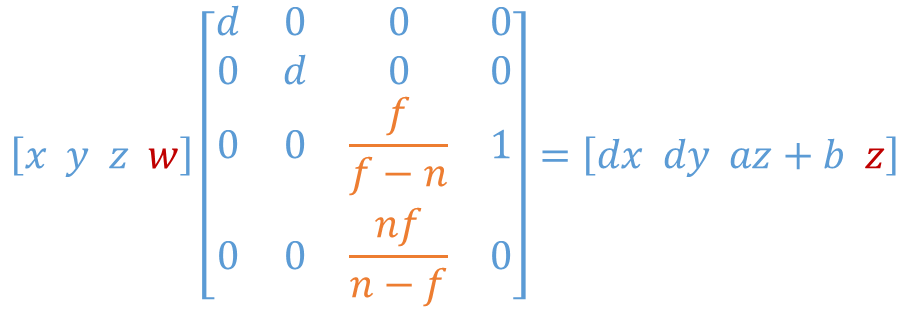 [x y z w] [d 0 0 0
0 d 0 0
0 0 f/(f − n) 1
0 0 nf/(n − f) 0] = [dx dy az + b z]